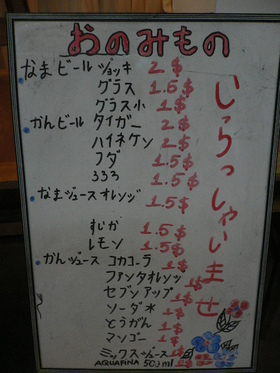 おのみもの
なまビール ジョッキ 2$
グラス 1.5$
グラス小 1$
かんビール タイガー 2$
ハイネケン 2$
フダ 1.5$
333 1.5$
なまジュース オレンジ 1.5$
すいか 1.5$
レモン 1.5$
かんジュース コカコーラ 1$
ファンタオレンジ 1$
セブンアップ 1$
ソーダ水 1$
とうがん 1$
マンゴー 1$
ミックスジュース 1$
AQUAFINA 500ml 1$
いらっしゃいませ